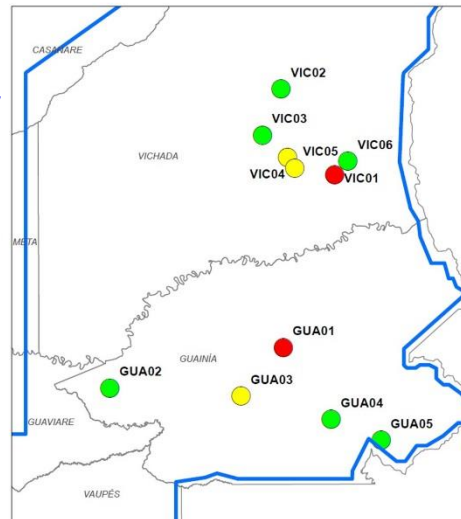 CASANARE
VIC02
VIC03
VICHADA
VIC05
VIC06
VIC04
VIC01
META
GUA01
GUAINÍA
GUA02
GUA03
GUAVIARE
GUA04
GUA05
VAUPÉS